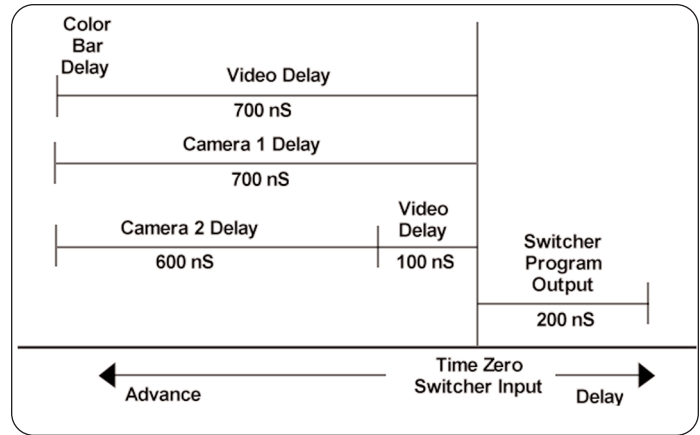 Color
Bar
Delay
Video Delay
700 nS
Camera 1 Delay
700 nS
Camera 2 Delay
600 nS
Video
Delay
100 nS
Switcher
Program
Output
200 nS
Time Zero
Switcher Input
Advance
Delay